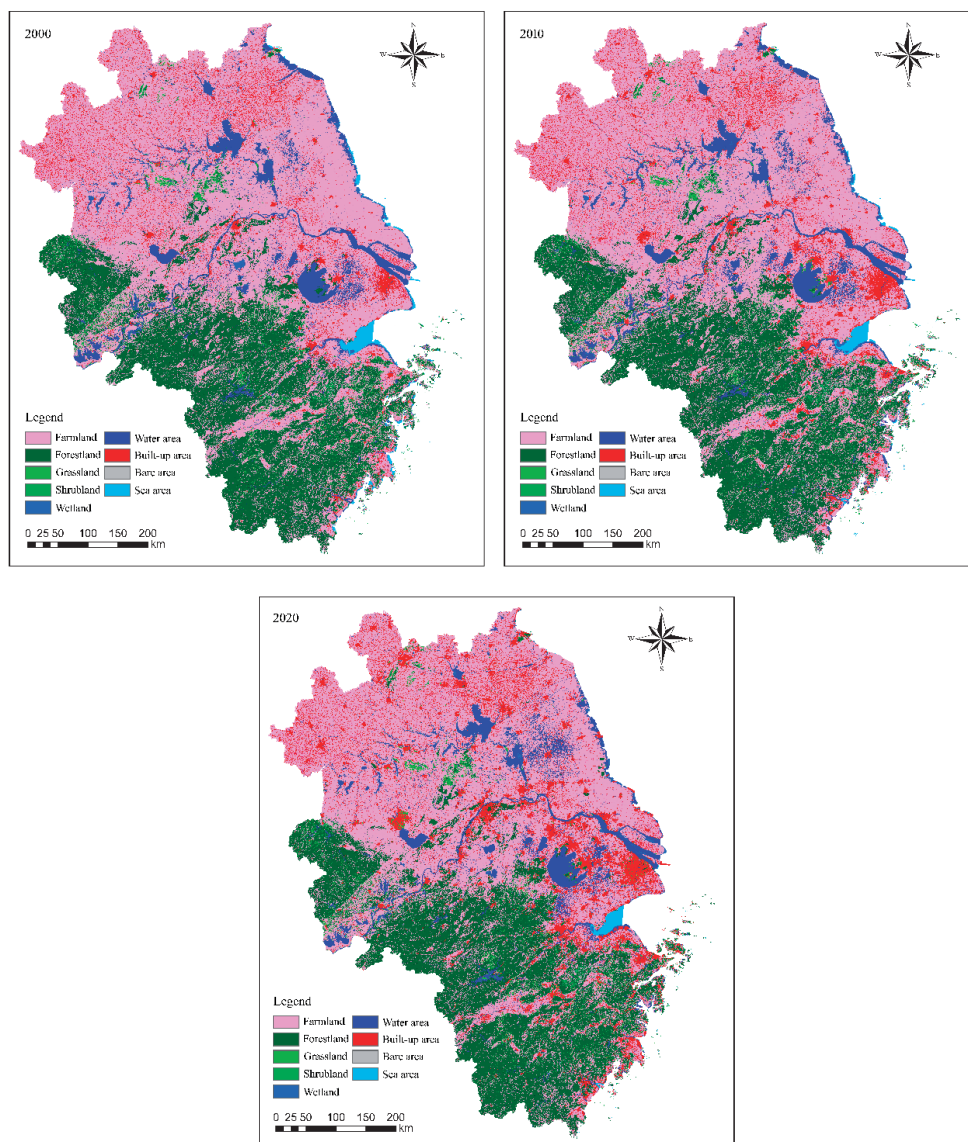 2000
N
W E
S
Legend
Farmland Water area
Forestland Built-up area
Grassland Bare area
Shrubland Sea area
Wetland
0 25 50 100 150 200
km
2010
N
W E
S
Legend
Farmland Water area
Forestland Built-up area
Grassland Bare area
Shrubland Sea area
Wetland
0 25 50 100 150 200
km
2020
N
W E
S
Legend
Farmland Water area
Forestland Built-up area
Grassland Bare area
Shrubland Sea area
Wetland
0 25 50 100 150 200
km